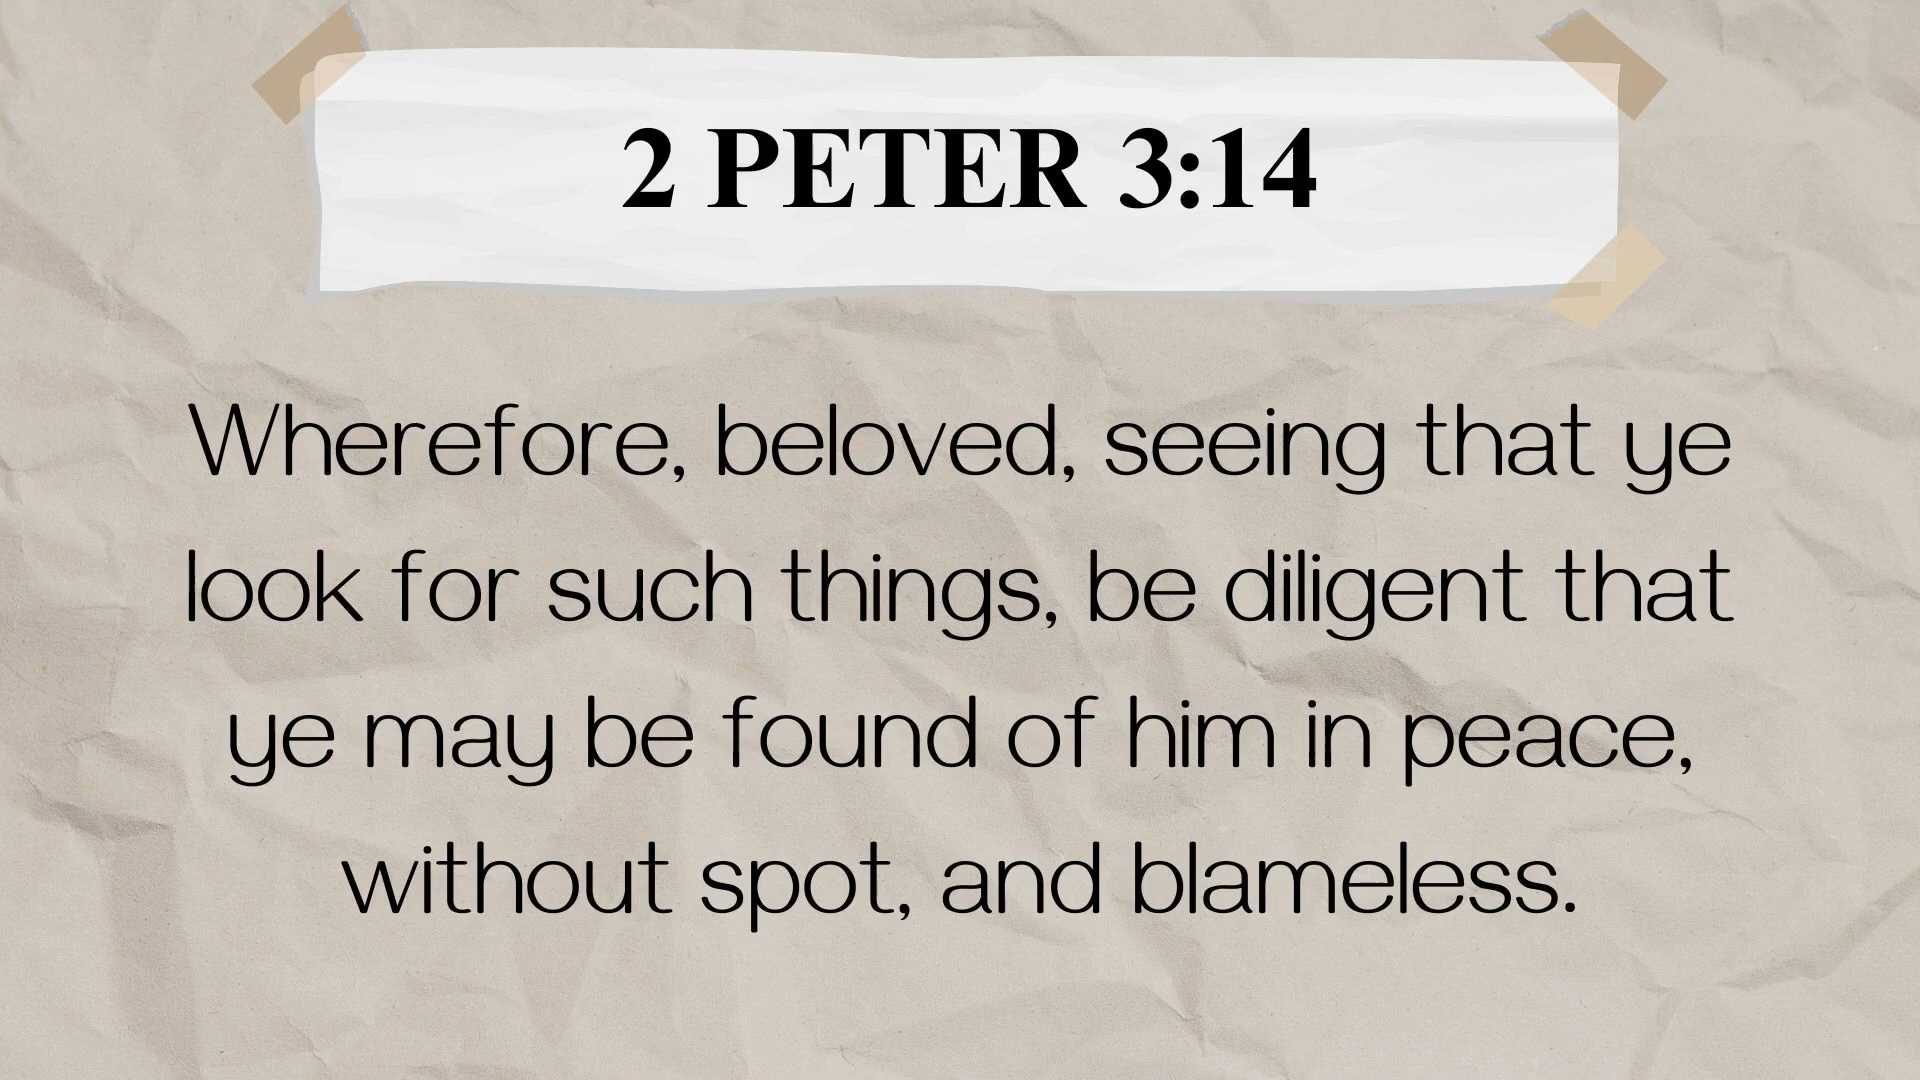 2 PETER 3:14
Wherefore, beloved, seeing that ye
look for such things, be diligent that
ye may be found of him in peace,
without spot, and blameless.